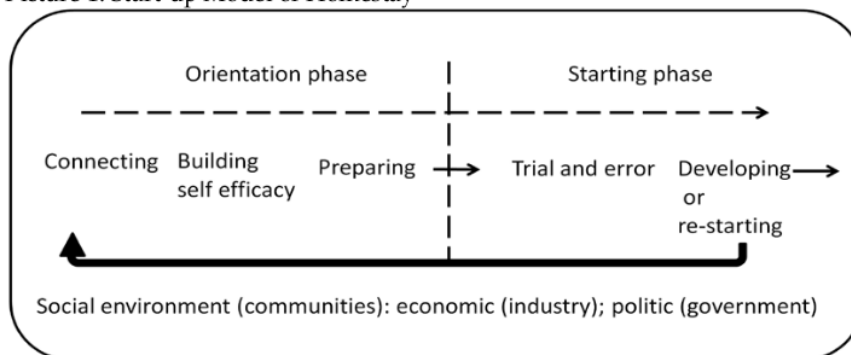 Picture 1. Start-up Model of Homestay
Orientation phase
Starting phase
Connecting
Building
self efficacy
Preparing
Trial and error
Developing
or
re-starting
Social environment (communities): economic (industry); politic (government)